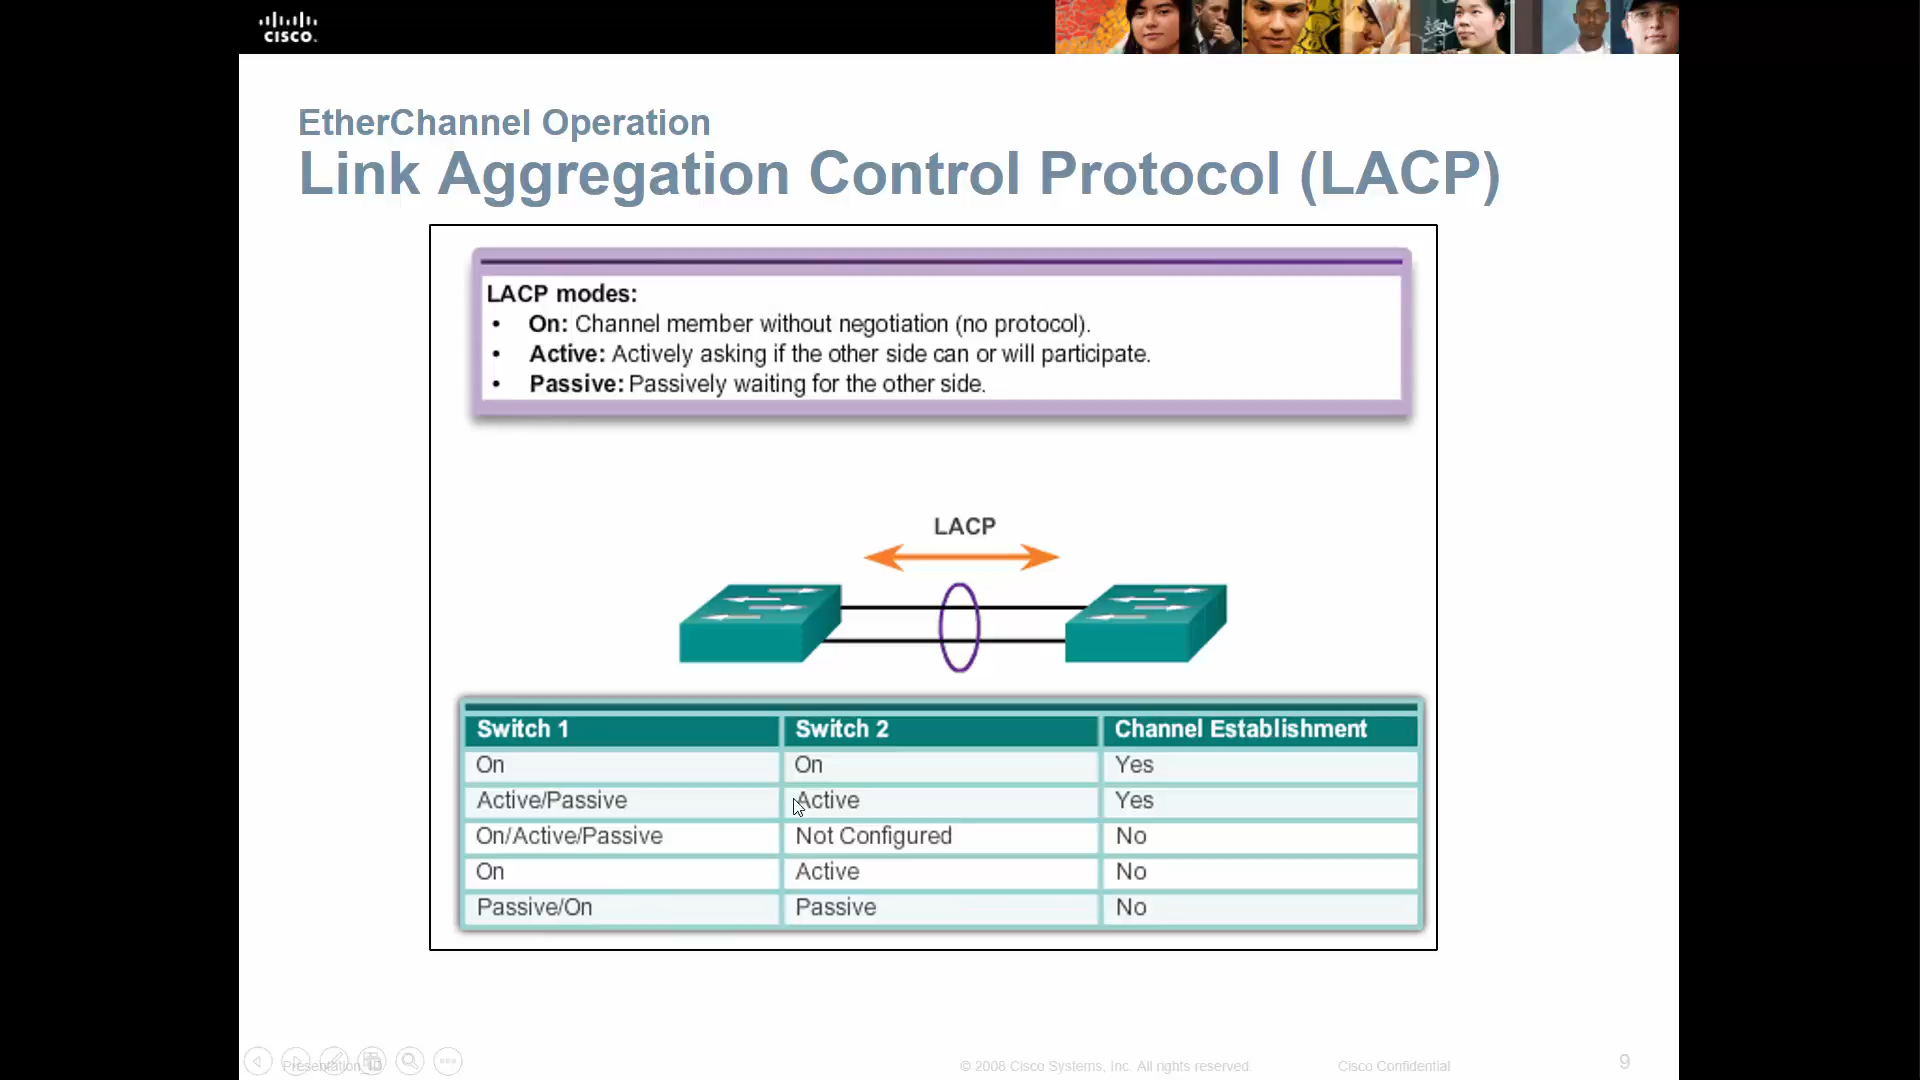 CISCO.
EtherChannel Operation
Link Aggregation Control Protocol (LACP)
LACP modes:
• On: Channel member without negotiation (no protocol).
• Active: Actively asking if the other side can or will participate.
• Passive: Passively waiting for the other side.
LACP
Switch 1 Switch 2 Channel Establishment
On On Yes
Active/Passive Active Yes
On/Active/Passive Not Configured No
On Active No
Passive/On Passive No
Presentation_ID © 2008 Cisco Systems, Inc. All rights reserved. Cisco Confidential 9